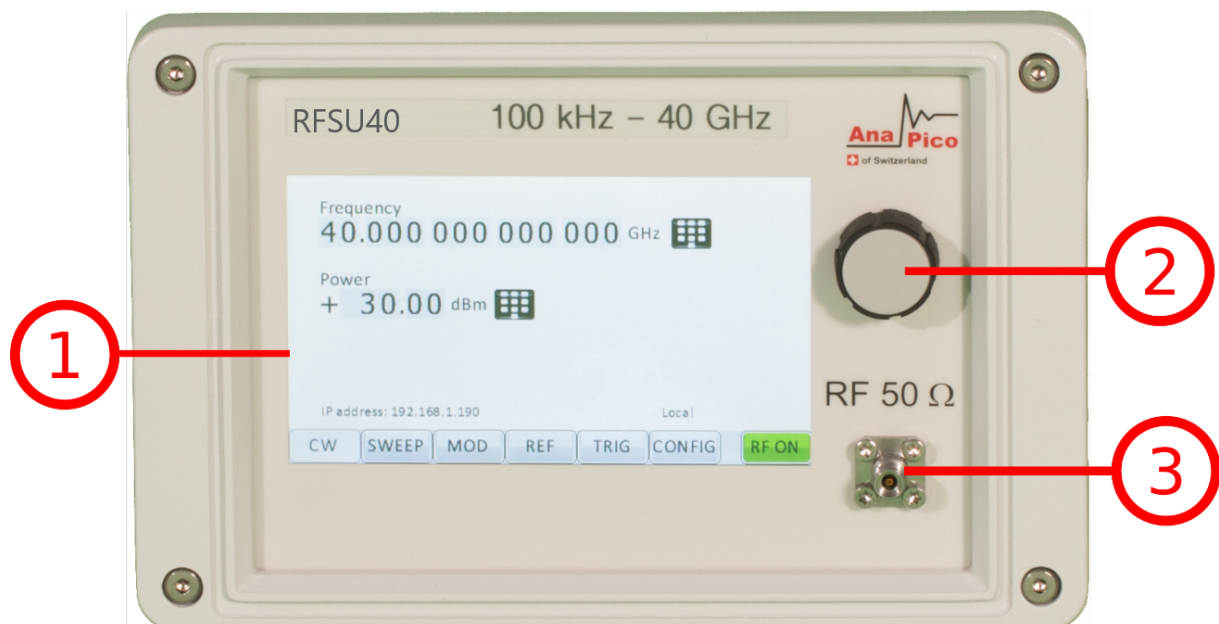 RFSU40 100 kHz – 40 GHz
Ana Pico
of Switzerland
Frequency
40.000 000 000 000 GHz
Power
+ 30.00 dBm
IP address: 192.168.1.190 Local
CW SWEEP MOD REF TRIG CONFIG RF ON
RF 50 Ω
1
2
3